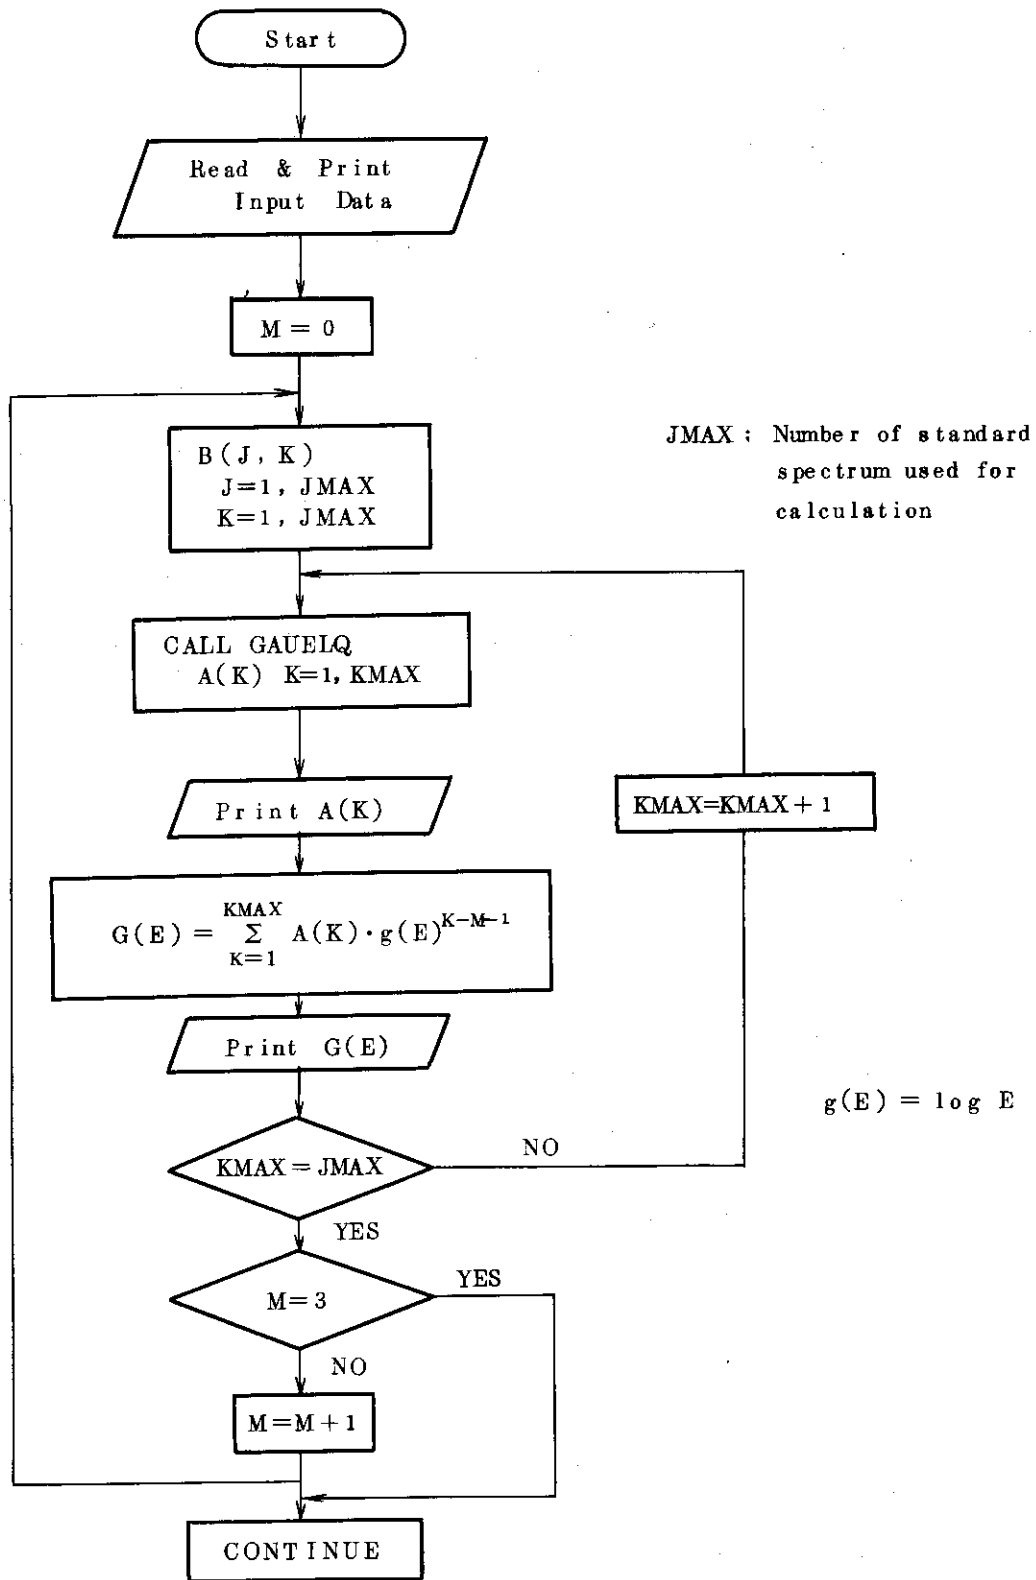 Start
Read & Print
Input Data
M = 0
B(J, K)
J=1, JMAX
K=1, JMAX
JMAX : Number of standard
spectrum used for
calculation
CALL GAUELQ
A(K) K=1, KMAX
Print A(K)
KMAX=KMAX+1
KMAX
G(E) = Σ A(K)·g(E)^{K-M-1}
K=1
Print G(E)
g(E) = log E
KMAX=JMAX
NO
YES
M=3
YES
NO
M=M+1
CONTINUE